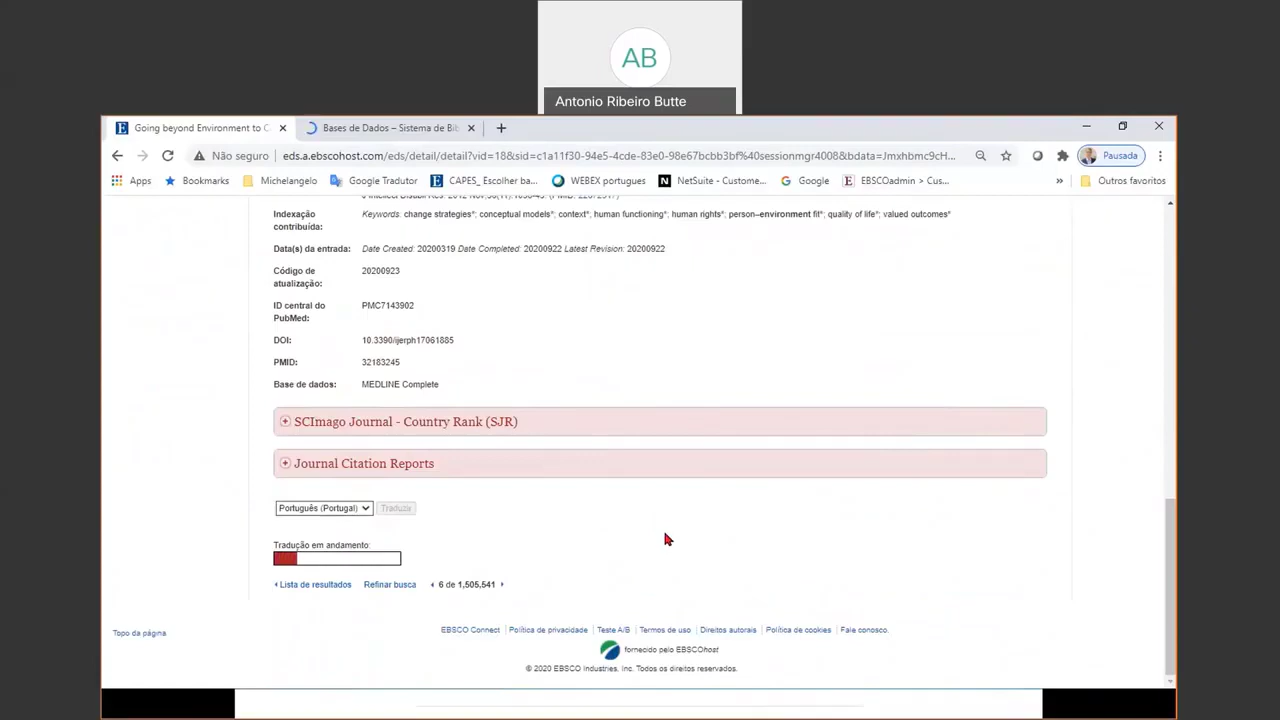 AB
Antonio Ribeiro Butte
Going beyond Environment to C
Bases de Dados – Sistema de Bib
Não seguro
eds.a.ebscohost.com/eds/detail/detail?vid=18&sid=c1a11f30-94e5-4cde-83e0-98e67bcbb3bf%40sessionmgr4008&bdata=Jmxhbmc9cH...
Pausada
Apps
Bookmarks
Michelangelo
Google Tradutor
CAPES_ Escolher ba...
WEBEX portugues
NetSuite - Custome...
Google
EBSCOadmin > Cus...
»
Outros favoritos
Indexação contribuída:
Keywords: change strategies*; conceptual models*; context*; human functioning*; human rights*; person–environment fit*; quality of life*; valued outcomes*
Data(s) da entrada:
Date Created: 20200319 Date Completed: 20200922 Latest Revision: 20200922
Código de atualização:
20200923
ID central do PubMed:
PMC7143902
DOI:
10.3390/ijerph17061885
PMID:
32183245
Base de dados:
MEDLINE Complete
SCImago Journal - Country Rank (SJR)
Journal Citation Reports
Português (Portugal)
Traduzir
Tradução em andamento:
Lista de resultados
Refinar busca
6 de 1,505,541
Topo da página
EBSCO Connect | Política de privacidade | Teste A/B | Termos de uso | Direitos autorais | Política de cookies | Fale conosco.
fornecido pelo EBSCOhost
© 2020 EBSCO Industries, Inc. Todos os direitos reservados.